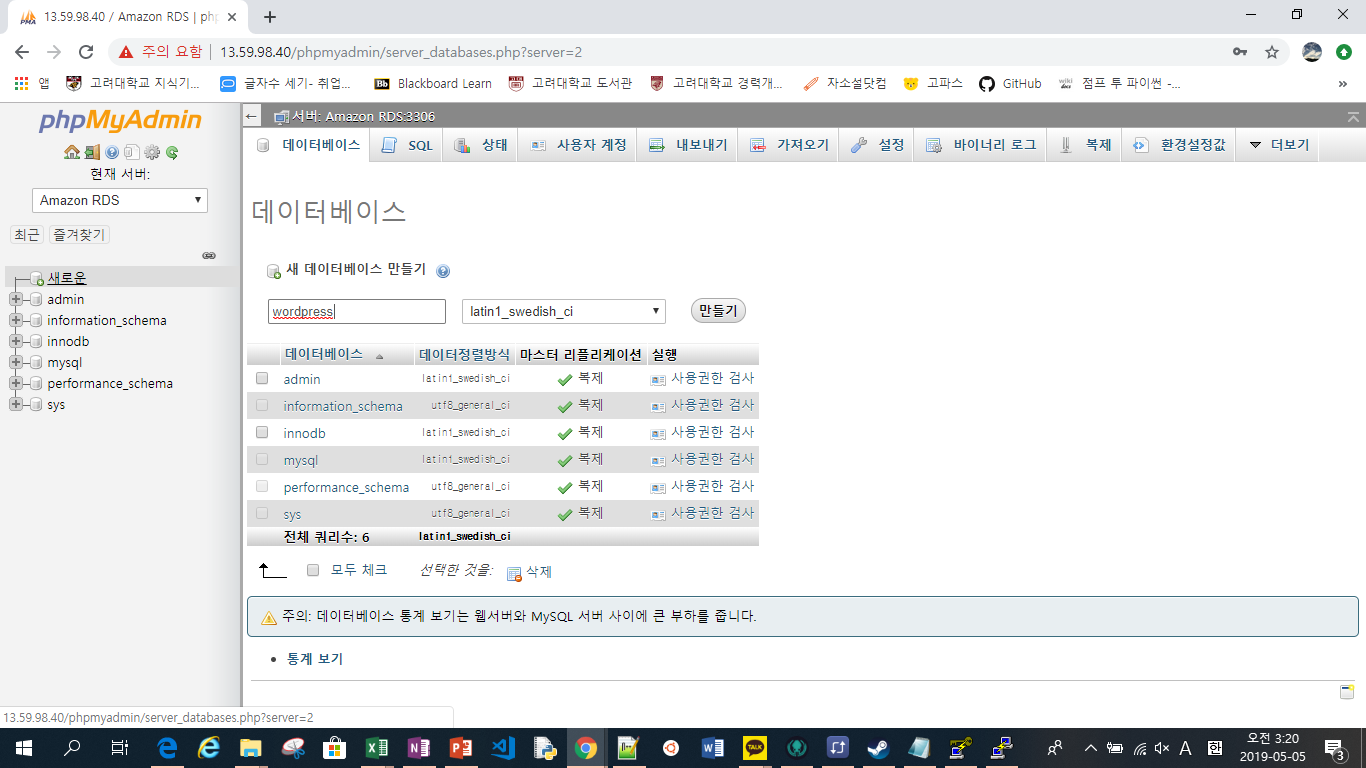 13.59.98.40 / Amazon RDS | php
주의 요함 | 13.59.98.40/phpmyadmin/server_databases.php?server=2
앱 고려대학교 지식기... 글자수 세기- 취업... Bb Blackboard Learn 고려대학교 도서관 고려대학교 경력개... 자소설닷컴 고파스 GitHub wiki 점프 투 파이썬 -... »
phpMyAdmin
현재 서버:
Amazon RDS
최근 즐겨찾기
새로운
admin
information_schema
innodb
mysql
performance_schema
sys
서버: Amazon RDS:3306
데이터베이스 SQL 상태 사용자 계정 내보내기 가져오기 설정 바이너리 로그 복제 환경설정값 더보기
데이터베이스
새 데이터베이스 만들기
wordpress latin1_swedish_ci 만들기
데이터베이스 데이터정렬방식 마스터 리플리케이션 실행
admin latin1_swedish_ci 복제 사용권한 검사
information_schema utf8_general_ci 복제 사용권한 검사
innodb latin1_swedish_ci 복제 사용권한 검사
mysql latin1_swedish_ci 복제 사용권한 검사
performance_schema utf8_general_ci 복제 사용권한 검사
sys utf8_general_ci 복제 사용권한 검사
전체 쿼리수: 6 latin1_swedish_ci
모두 체크 선택한 것을: 삭제
주의: 데이터베이스 통계 보기는 웹서버와 MySQL 서버 사이에 큰 부하를 줍니다.
• 통계 보기
13.59.98.40/phpmyadmin/server_databases.php?server=2
A 한 오전 3:20
2019-05-05
3